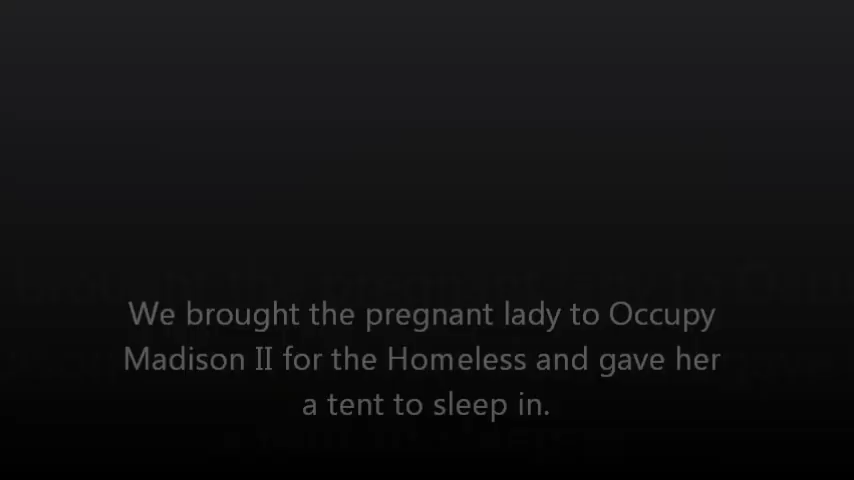 We brought the pregnant lady to Occupy
Madison II for the Homeless and gave her
a tent to sleep in.